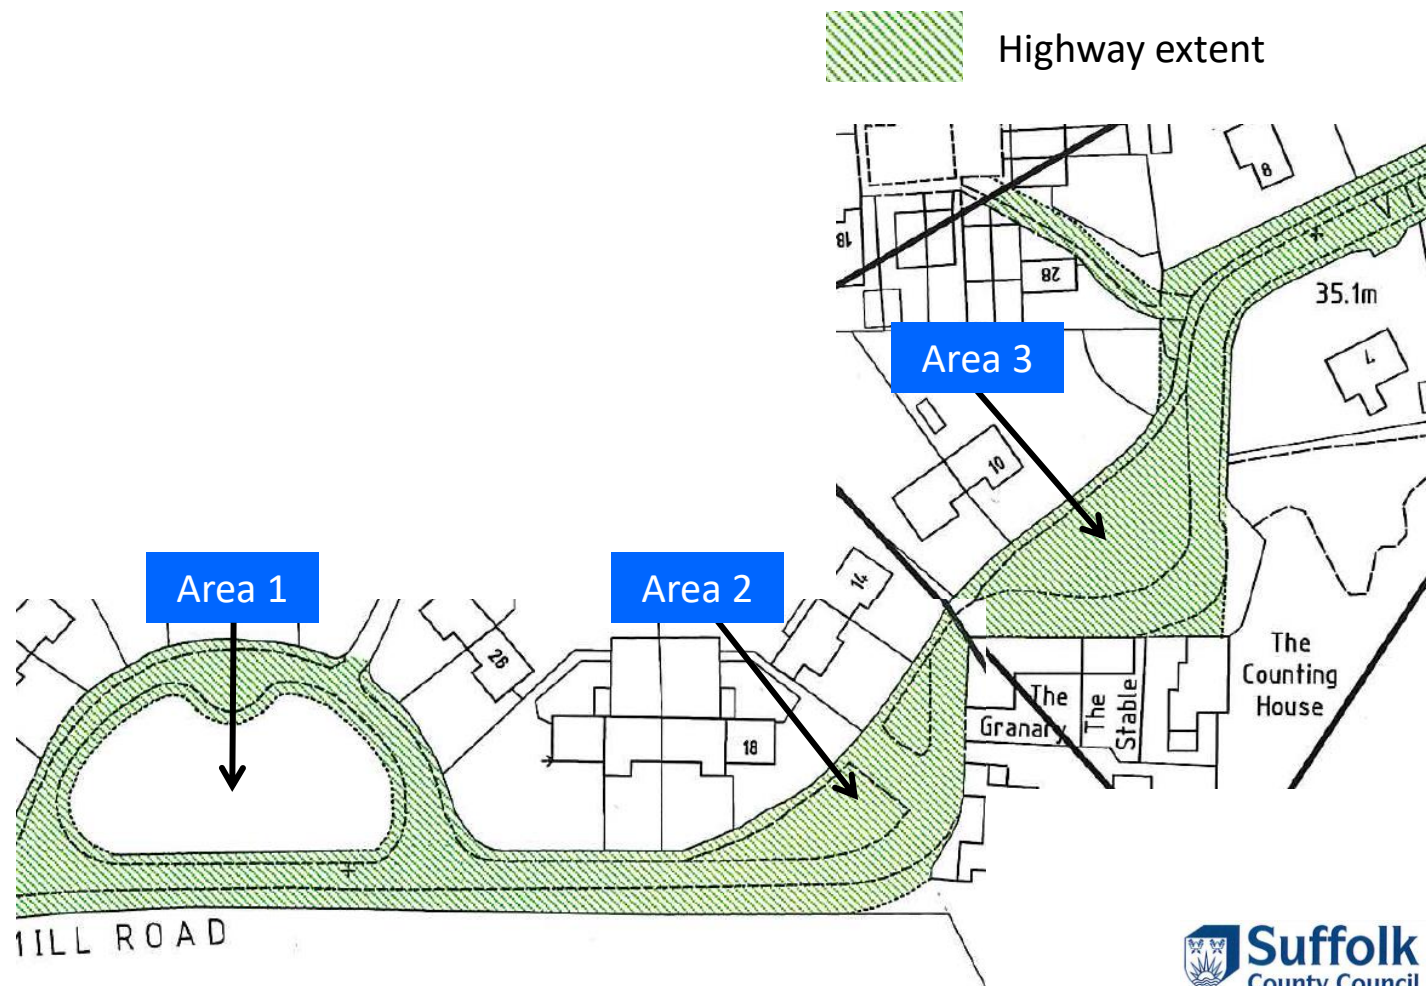 Highway extent
8
18
28
35.1m
7
Area 3
10
Area 1
Area 2
14
26
18
The
Counting
House
The
Granary
The
Stable
MILL ROAD
Suffolk
County Council